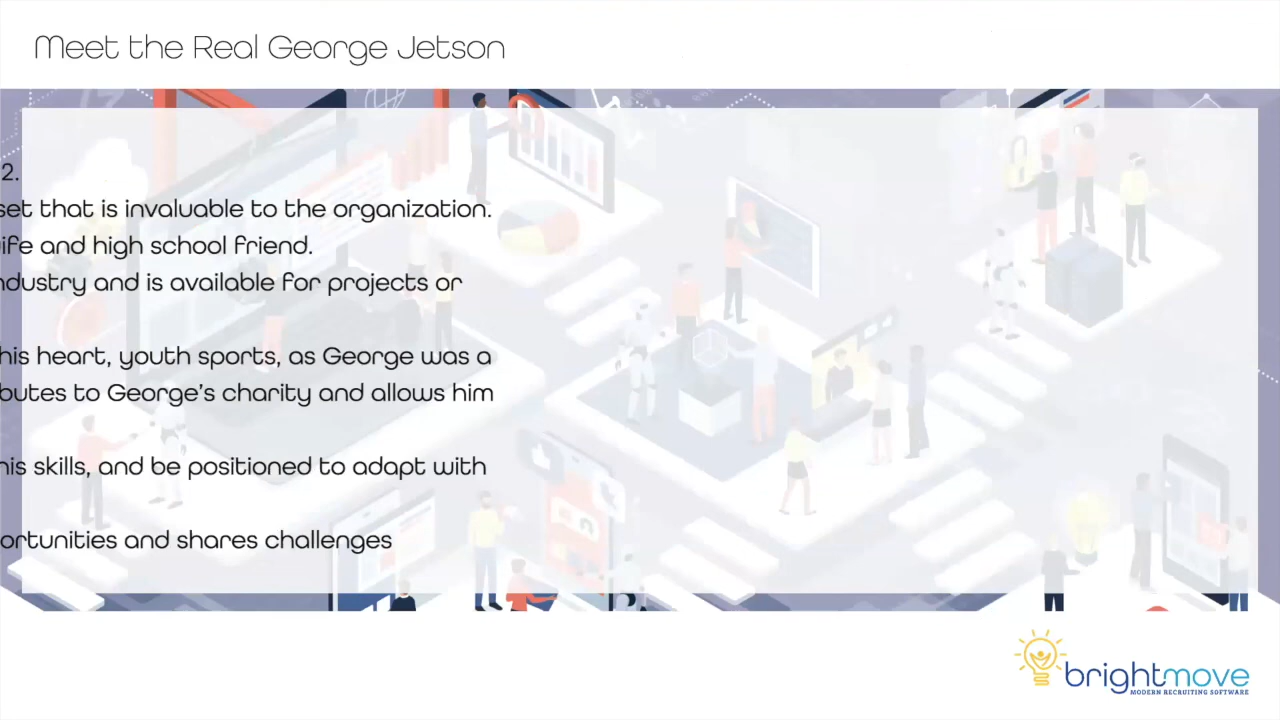 Meet the Real George Jetson
2.
set that is invaluable to the organization.
ife and high school friend.
ndustry and is available for projects or
his heart, youth sports, as George was a
butes to George's charity and allows him
his skills, and be positioned to adapt with
ortunities and shares challenges
brightmove
MODERN RECRUITING SOFTWARE